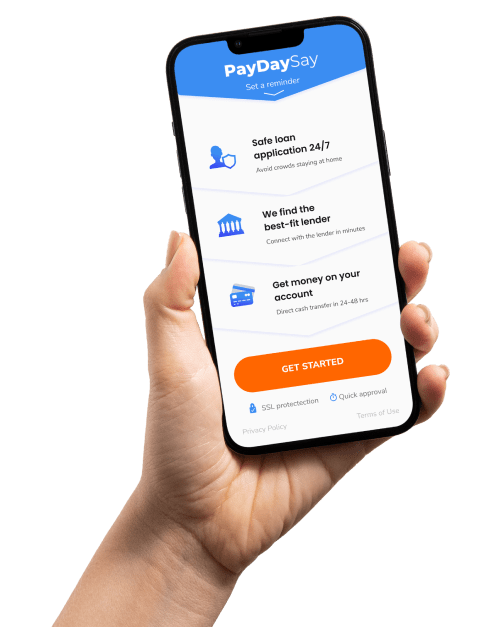 PayDaySay
Set a reminder
Safe loan
application 24/7
Avoid crowds staying at home
We find the
best-fit lender
Connect with the lender in minutes
Get money on your
account
Direct cash transfer in 24-48 hrs
GET STARTED
SSL protectection
Quick approval
Privacy Policy
Terms of Use